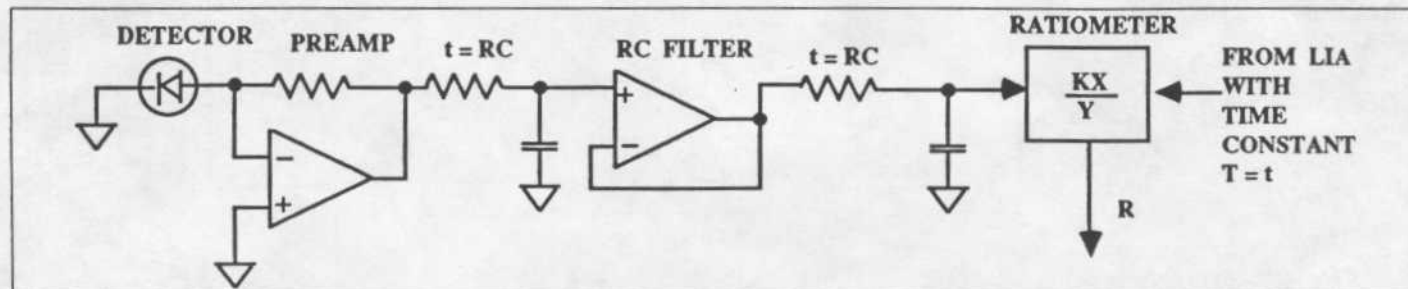 DETECTOR
PREAMP
t = RC
RC FILTER
t = RC
RATIOMETER
KX
Y
FROM LIA
WITH
TIME
CONSTANT
T = t
R
−
+
+
−